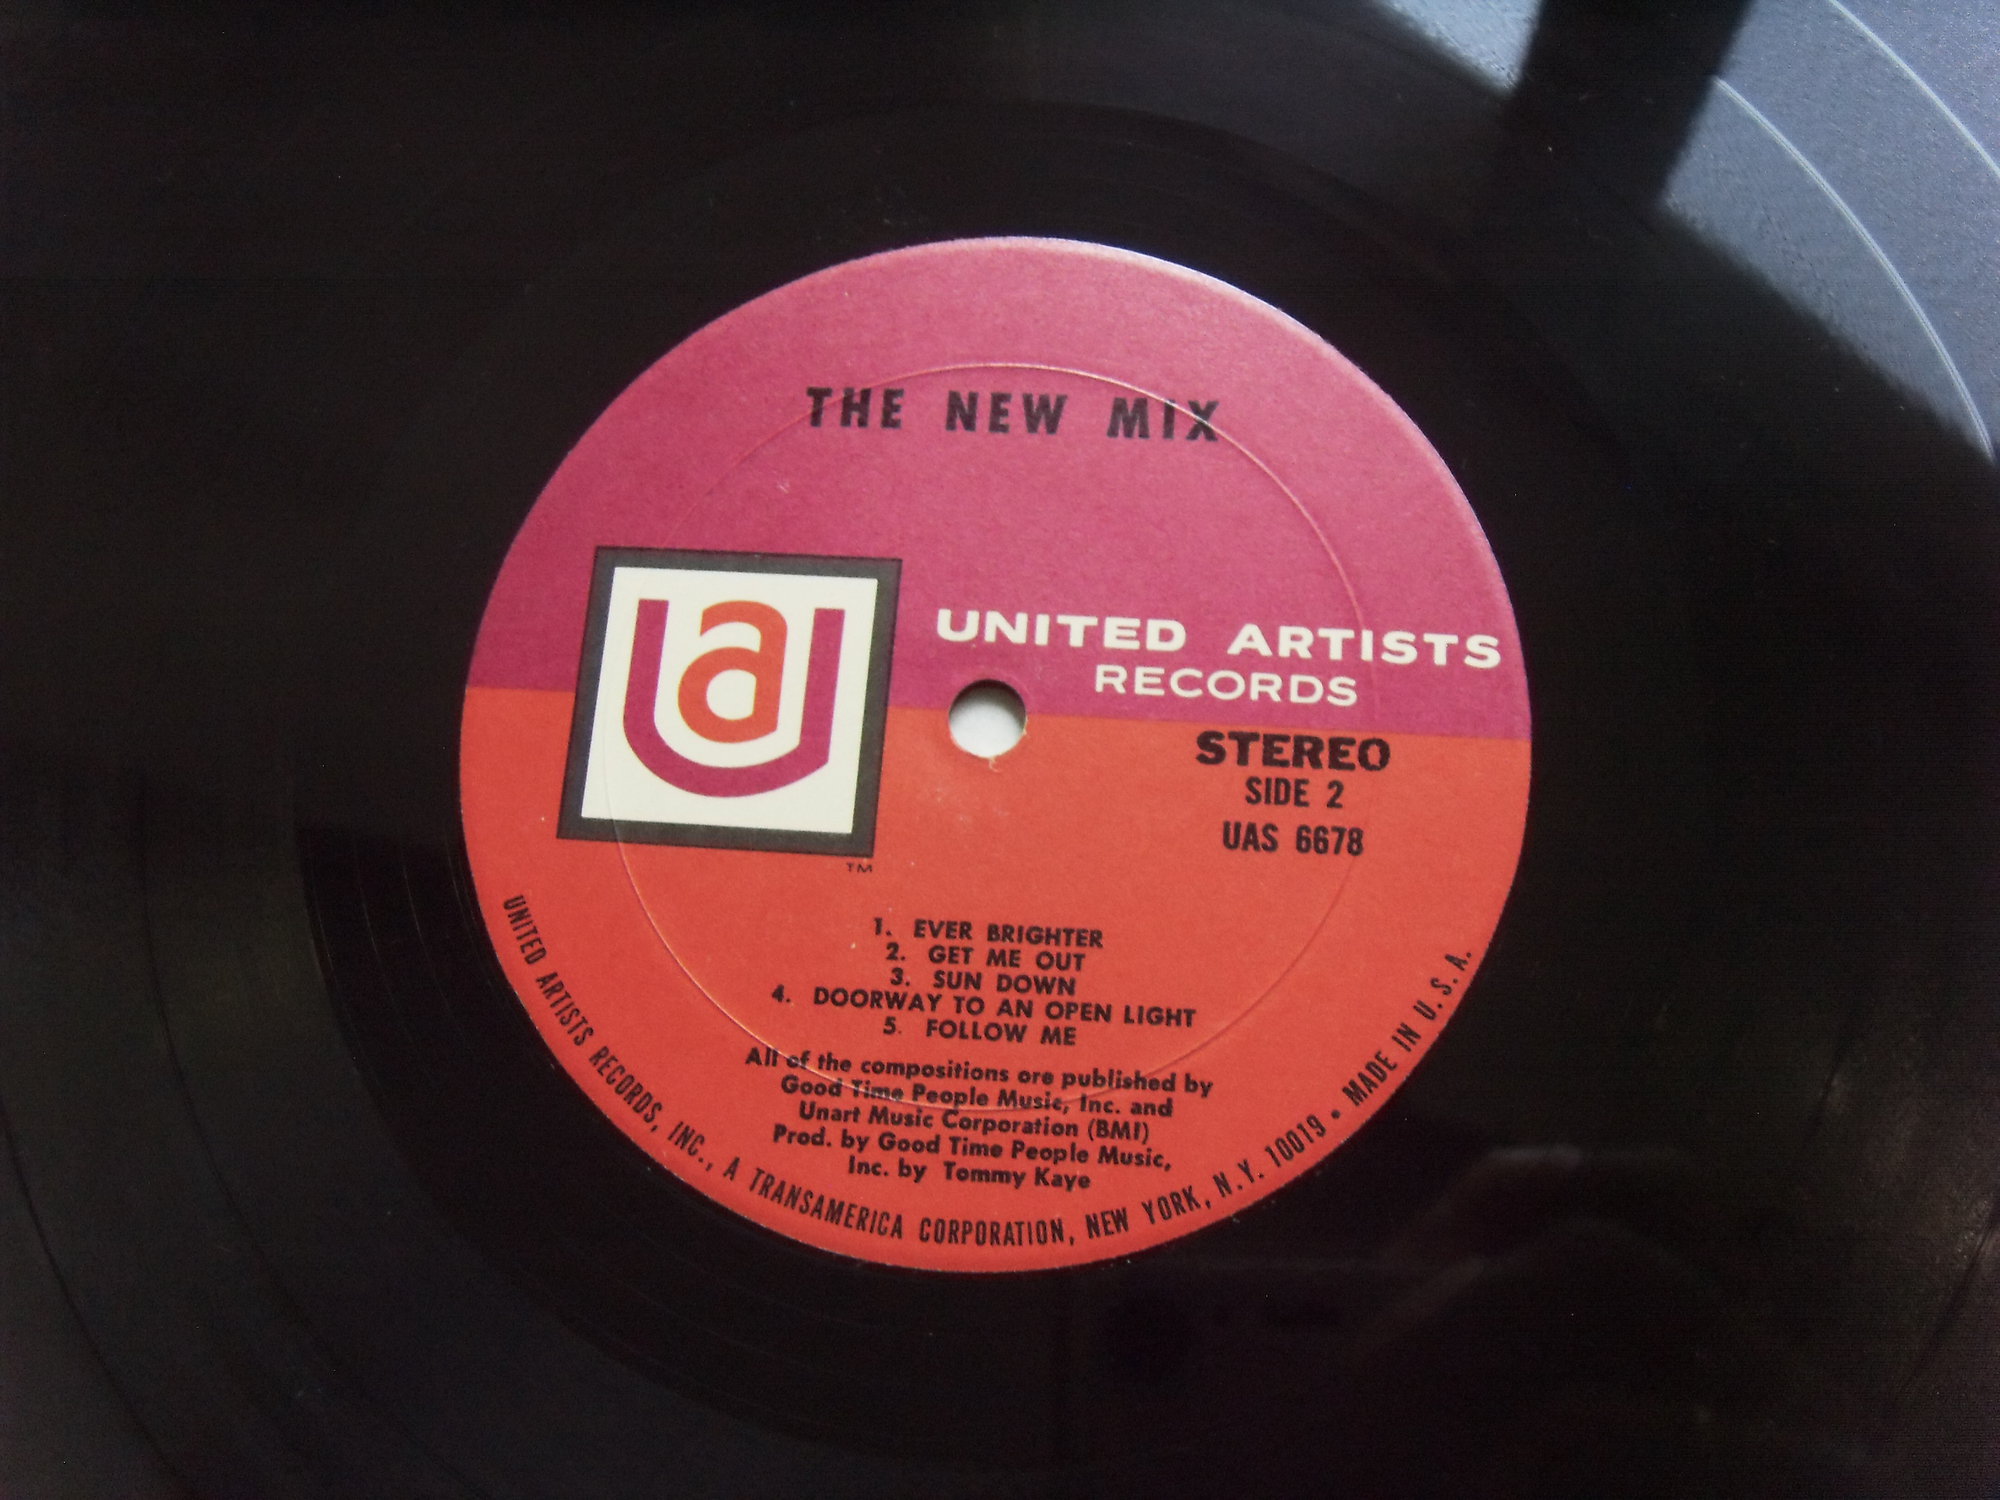 THE NEW MIX
ua
UNITED ARTISTS
RECORDS
STEREO
SIDE 2
UAS 6678
TM
1. EVER BRIGHTER
2. GET ME OUT
3. SUN DOWN
4. DOORWAY TO AN OPEN LIGHT
5. FOLLOW ME
All of the compositions are published by
Good Time People Music, Inc. and
Unart Music Corporation (BMI)
Prod. by Good Time People Music,
Inc. by Tommy Kaye
UNITED ARTISTS RECORDS, INC., A TRANSAMERICA CORPORATION, NEW YORK, N.Y. 10019 • MADE IN U.S.A.